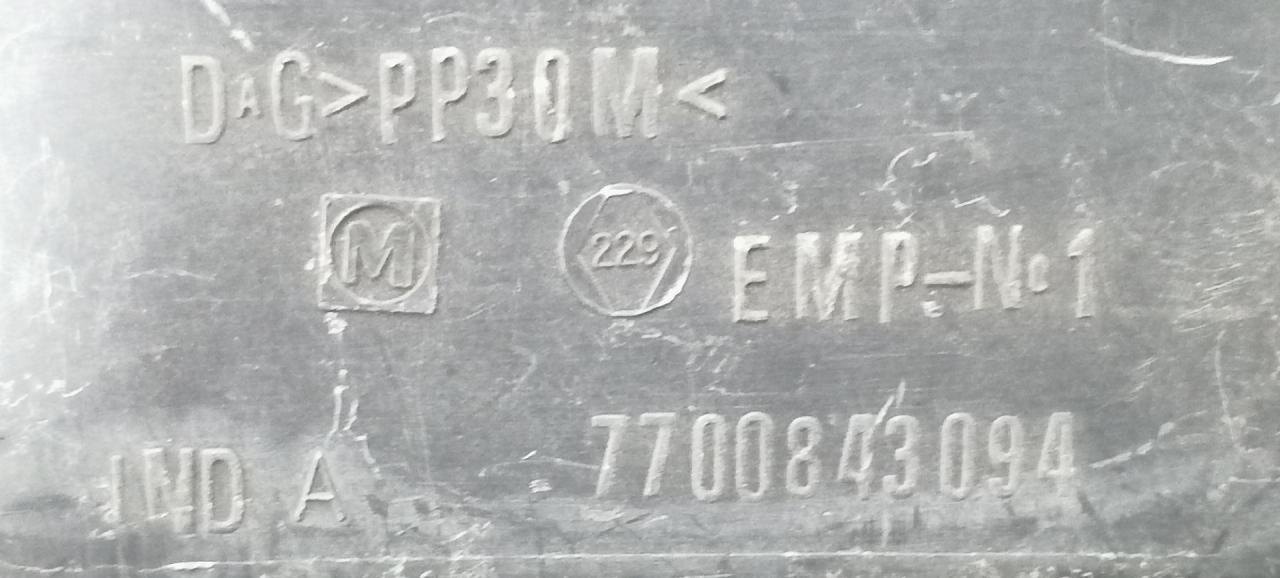 DAG>PP30M<
M 229 EMP-No1
IND A 7700843094